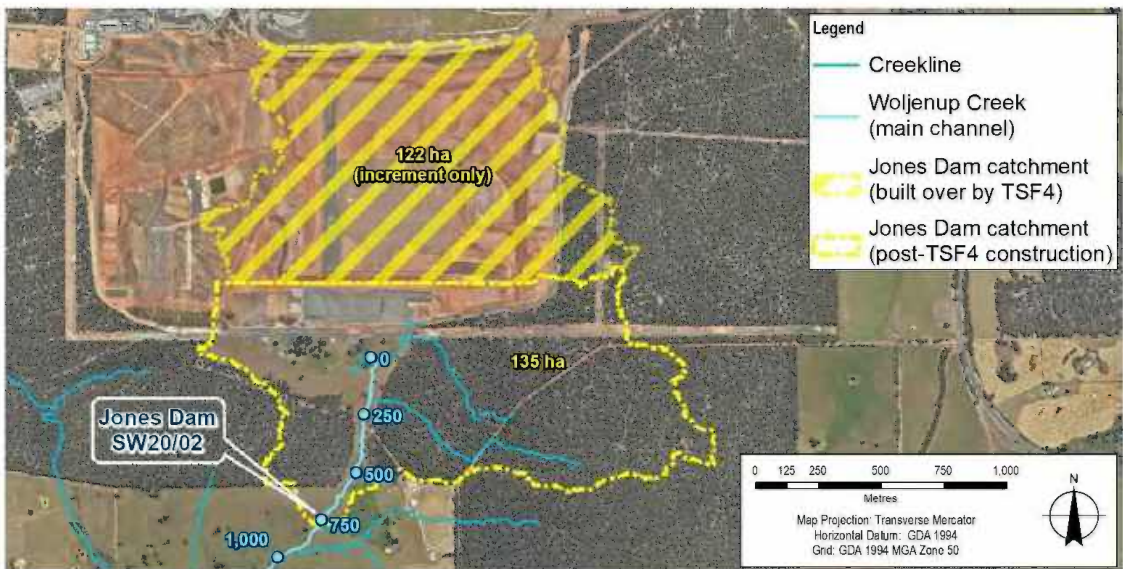 Legend
Creekline
Woljenup Creek
(main channel)
Jones Dam catchment
(built over by TSF4)
Jones Dam catchment
(post-TSF4 construction)
122 ha
(increment only)
135 ha
0
250
500
750
1,000
Jones Dam
SW20/02
0 125 250 500 750 1,000
Metres
Map Projection: Transverse Mercator
Horizontal Datum: GDA 1994
Grid: GDA 1994 MGA Zone 50
N